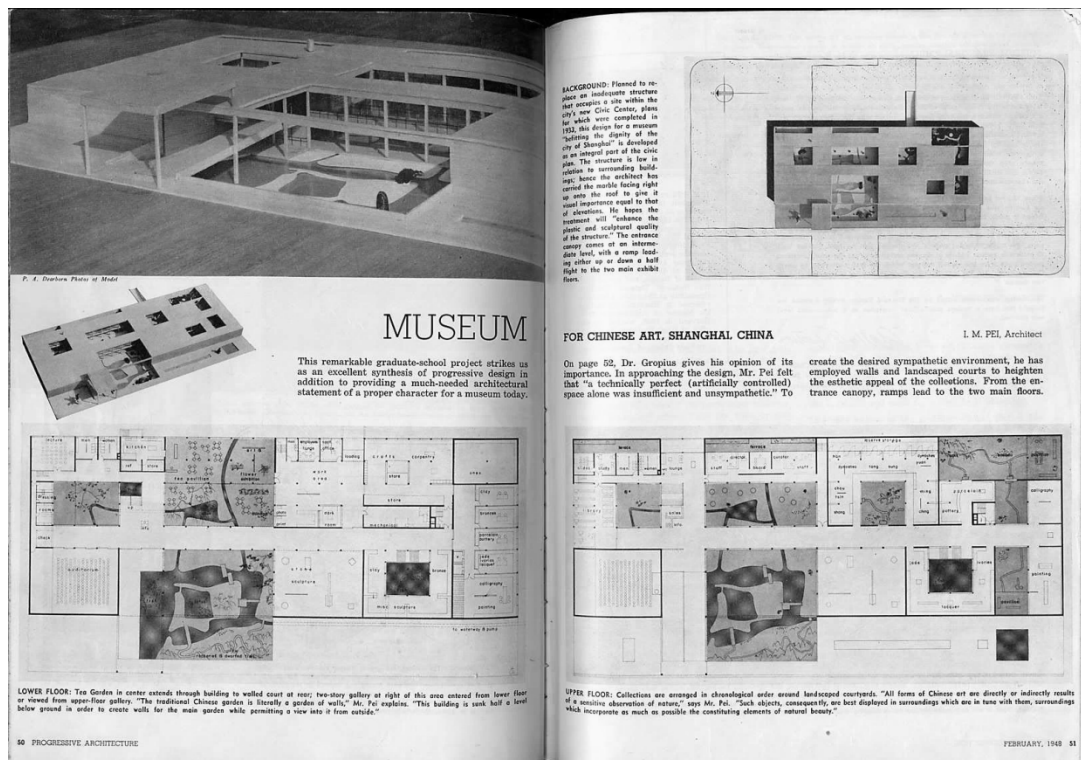 P. A. Dearborn Photos of Model
MUSEUM
This remarkable graduate-school project strikes us
as an excellent synthesis of progressive design in
addition to providing a much-needed architectural
statement of a proper character for a museum today.
LOWER FLOOR: Tea Garden in center extends through building to walled court at rear; two-story gallery at right of this area entered from lower floor
or viewed from upper-floor gallery. "The traditional Chinese garden is literally a garden of walls," Mr. Pei explains. "This building is sunk half a level
below ground in order to create walls for the main garden while permitting a view into it from outside."
50 PROGRESSIVE ARCHITECTURE
BACKGROUND: Planned to re-
place an inadequate structure
that occupies a site within the
city's new Civic Center, plans
for which were completed in
1932, this design for a museum
"befitting the dignity of the
city of Shanghai" is developed
as an integral part of the civic
plan. The structure is low in
relation to surrounding build-
ings; hence the architect has
carried the marble facing right
up onto the roof to give it
visual importance equal to that
of elevations. He hopes the
treatment will "enhance the
plastic and sculptural quality
of the structure." The entrance
canopy comes at an interme-
diate level, with a ramp lead-
ing either up or down a half
flight to the two main exhibit
floors.
FOR CHINESE ART, SHANGHAI, CHINA
I. M. PEI, Architect
On page 52, Dr. Gropius gives his opinion of its
importance. In approaching the design, Mr. Pei felt
that "a technically perfect (artificially controlled)
space alone was insufficient and unsympathetic." To
create the desired sympathetic environment, he has
employed walls and landscaped courts to heighten
the esthetic appeal of the collections. From the en-
trance canopy, ramps lead to the two main floors.
UPPER FLOOR: Collections are arranged in chronological order around landscaped courtyards. "All forms of Chinese art are directly or indirectly results
of a sensitive observation of nature," says Mr. Pei. "Such objects, consequently, are best displayed in surroundings which are in tune with them, surroundings
which incorporate as much as possible the constituting elements of natural beauty."
FEBRUARY, 1948 51